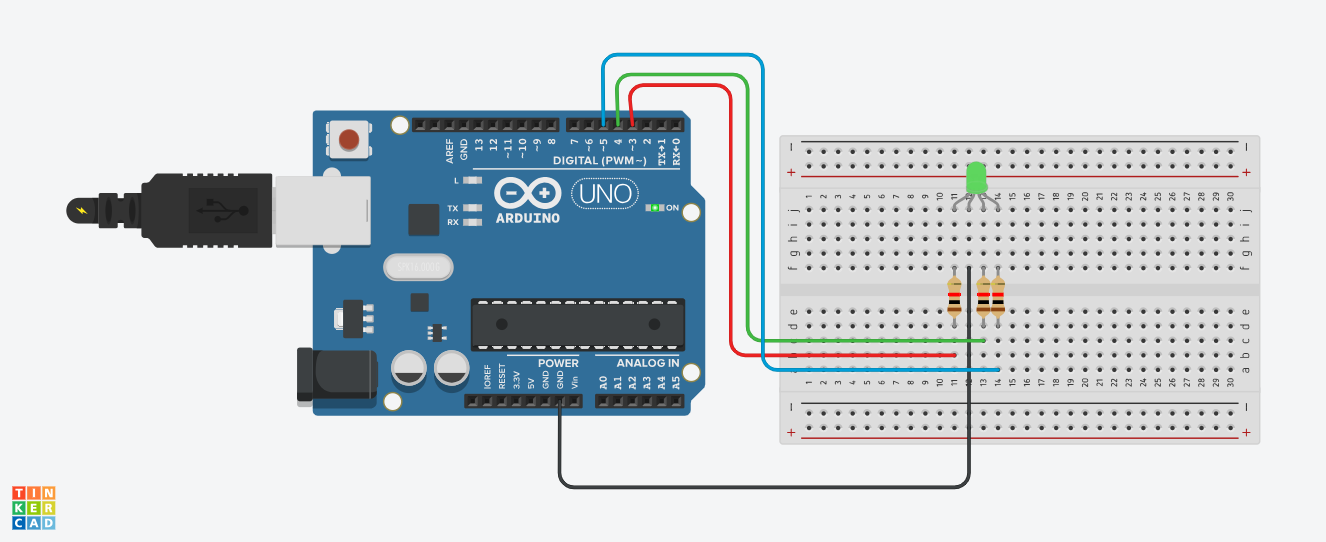 AREF
GND
13
12
~11
~10
~9
8
7
~6
~5
4
~3
2
TX→1
RX←0
DIGITAL (PWM~)
L
TX
RX
UNO
ARDUINO
ON
POWER
ANALOG IN
IOREF
RESET
3.3V
5V
GND
GND
Vin
A0
A1
A2
A3
A4
A5
− −
+ +
1 2 3 4 5 6 7 8 9 10 11 12 13 14 15 16 17 18 19 20 21 22 23 24 25 26 27 28 29 30
j j
i i
h h
g g
f f
e e
d d
c c
b b
a a
1 2 3 4 5 6 7 8 9 10 11 12 13 14 15 16 17 18 19 20 21 22 23 24 25 26 27 28 29 30
− −
+ +
TIN
KER
CAD